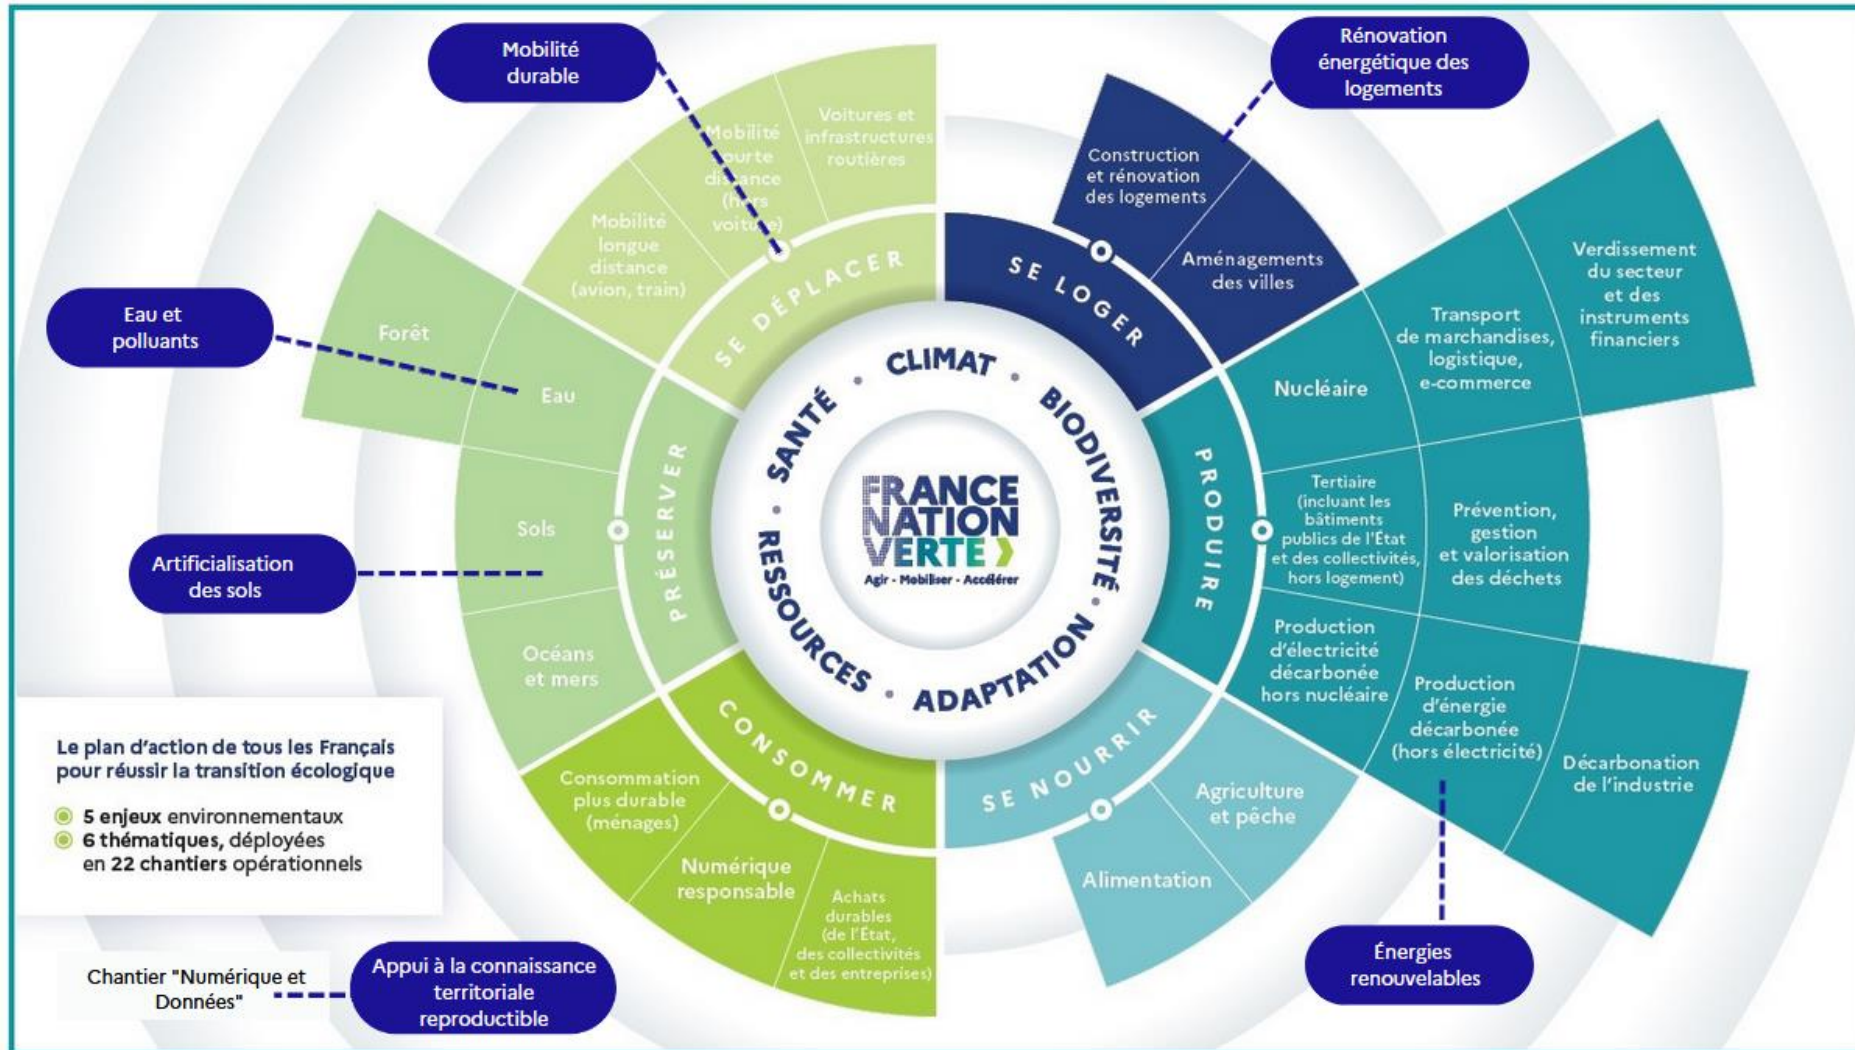 Mobilité
durable
Rénovation
énergétique des
logements
Eau et
polluants
Artificialisation
des sols
Voitures et
infrastructures
routières
Mobilité
courte
distance
(hors
voiture)
Mobilité
longue
distance
(avion, train)
SE DÉPLACER
Construction
et rénovation
des logements
Aménagements
des villes
SE LOGER
Forêt
Eau
Sols
Océans
et mers
PRÉSERVER
Nucléaire
Transport
de marchandises,
logistique,
e-commerce
Verdissement
du secteur
et des
instruments
financiers
Tertiaire
(incluant les
bâtiments
publics de l'État
et des collectivités,
hors logement)
Prévention,
gestion
et valorisation
des déchets
Production
d'électricité
décarbonée
hors nucléaire
Production
d'énergie
décarbonée
(hors électricité)
Décarbonation
de l'industrie
PRODUIRE
SANTÉ • CLIMAT • BIODIVERSITÉ • ADAPTATION • RESSOURCES •
FRANCE
NATION
VERTE
Agir - Mobiliser - Accélérer
CONSOMMER
Consommation
plus durable
(ménages)
Numérique
responsable
Achats
durables
(de l'État,
des collectivités
et des entreprises)
SE NOURRIR
Agriculture
et pêche
Alimentation
Énergies
renouvelables
Le plan d'action de tous les Français
pour réussir la transition écologique
5 enjeux environnementaux
6 thématiques, déployées
en 22 chantiers opérationnels
Chantier "Numérique et
Données"
Appui à la connaissance
territoriale
reproductible